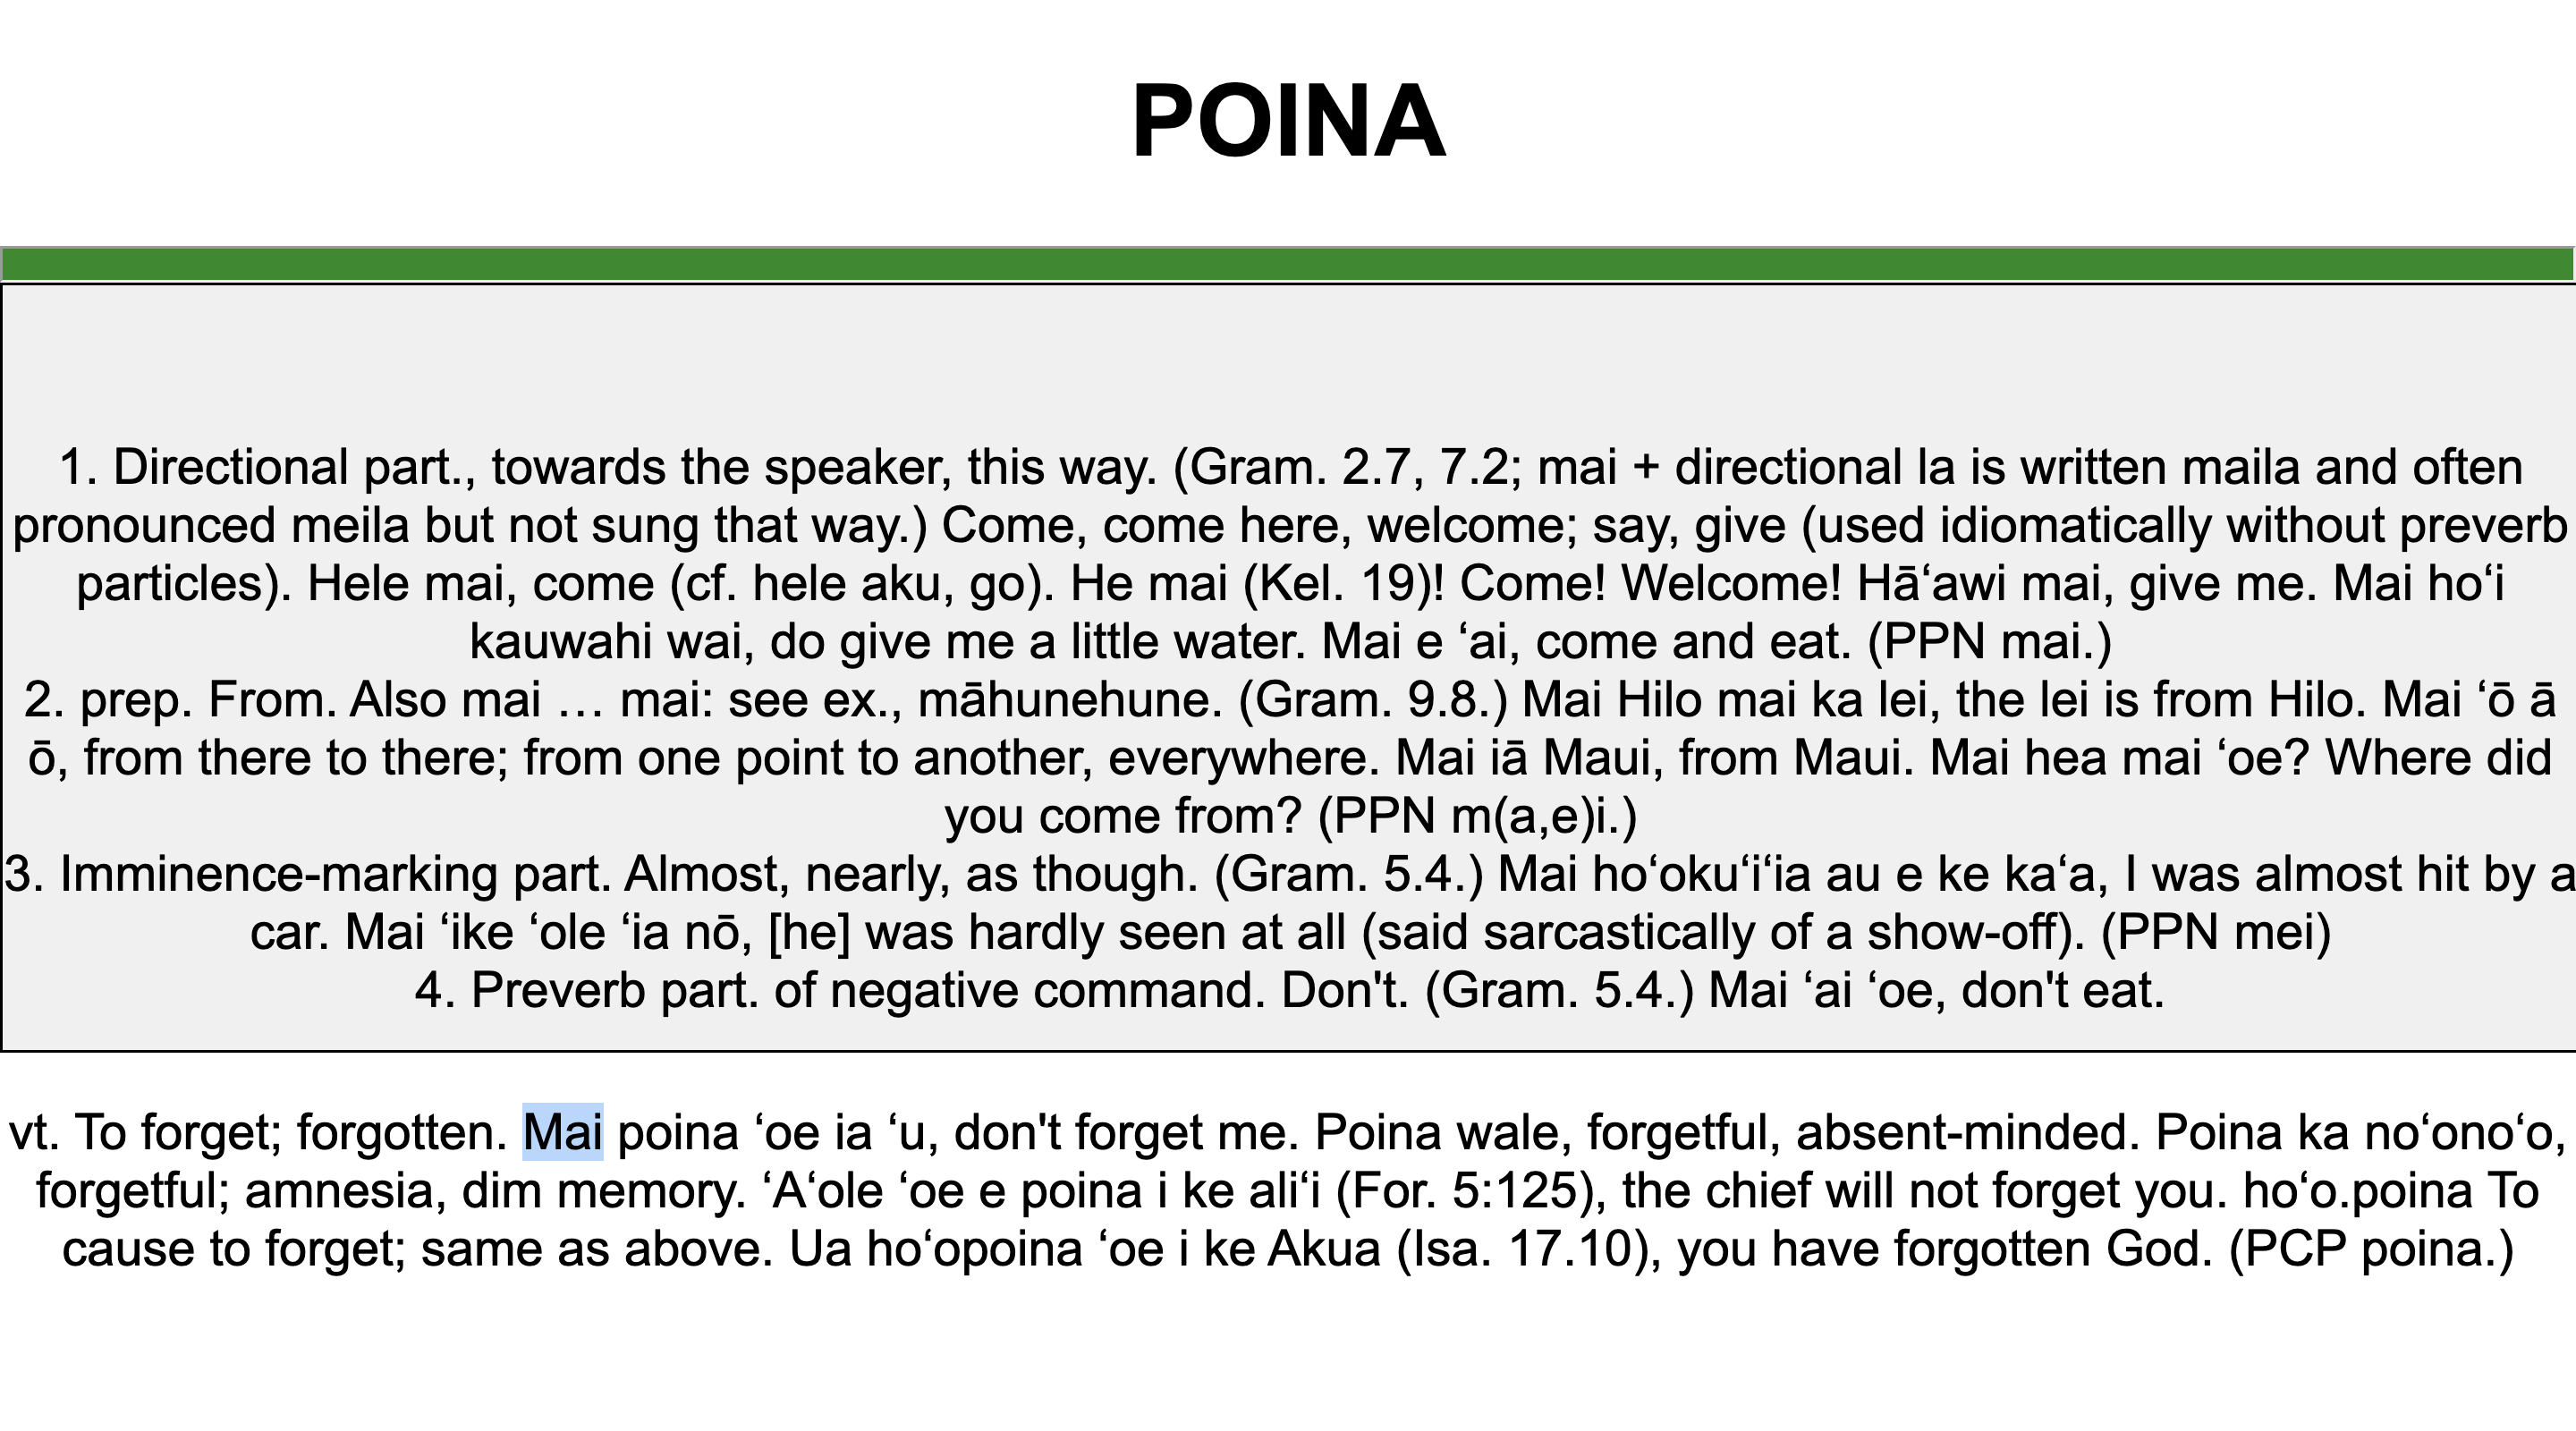 POINA
1. Directional part., towards the speaker, this way. (Gram. 2.7, 7.2; mai + directional la is written maila and often
pronounced meila but not sung that way.) Come, come here, welcome; say, give (used idiomatically without preverb
particles). Hele mai, come (cf. hele aku, go). He mai (Kel. 19)! Come! Welcome! Hāʻawi mai, give me. Mai hoʻi
kauwahi wai, do give me a little water. Mai e ʻai, come and eat. (PPN mai.)
2. prep. From. Also mai … mai: see ex., māhunehune. (Gram. 9.8.) Mai Hilo mai ka lei, the lei is from Hilo. Mai ʻō ā
ō, from there to there; from one point to another, everywhere. Mai iā Maui, from Maui. Mai hea mai ʻoe? Where did
you come from? (PPN m(a,e)i.)
3. Imminence-marking part. Almost, nearly, as though. (Gram. 5.4.) Mai hoʻokuʻiʻia au e ke kaʻa, I was almost hit by a
car. Mai ʻike ʻole ʻia nō, [he] was hardly seen at all (said sarcastically of a show-off). (PPN mei)
4. Preverb part. of negative command. Don't. (Gram. 5.4.) Mai ʻai ʻoe, don't eat.
vt. To forget; forgotten. Mai poina ʻoe ia ʻu, don't forget me. Poina wale, forgetful, absent-minded. Poina ka noʻonoʻo,
forgetful; amnesia, dim memory. ʻAʻole ʻoe e poina i ke aliʻi (For. 5:125), the chief will not forget you. hoʻo.poina To
cause to forget; same as above. Ua hoʻopoina ʻoe i ke Akua (Isa. 17.10), you have forgotten God. (PCP poina.)